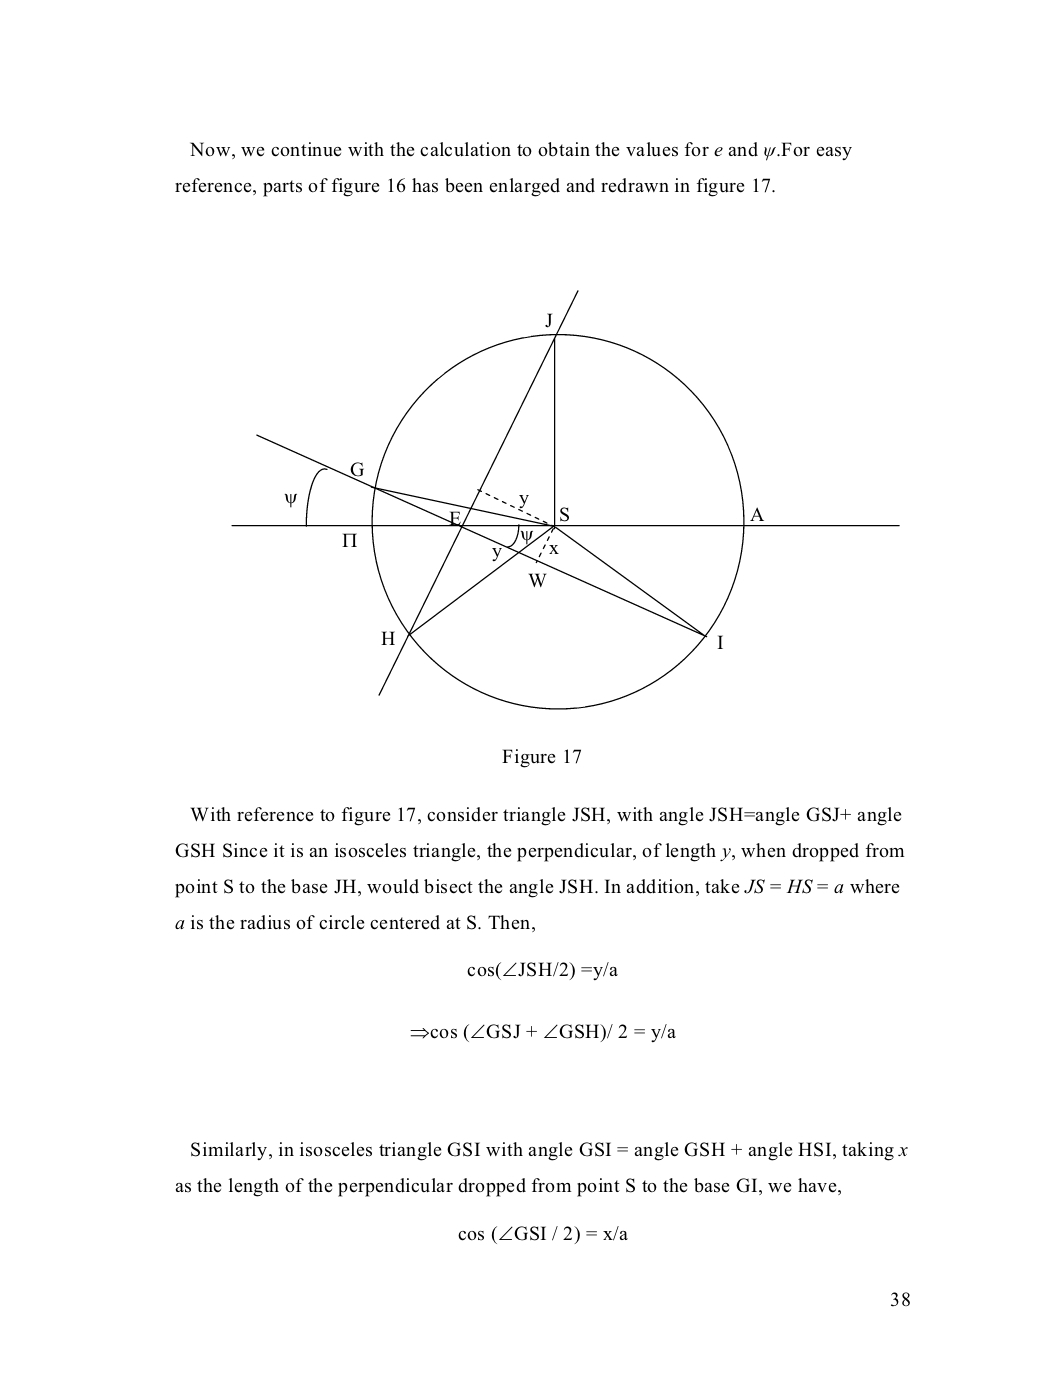 Now, we continue with the calculation to obtain the values for e and ψ.For easy
reference, parts of figure 16 has been enlarged and redrawn in figure 17.
J
G
ψ
y
E
S
A
Π
ψ
y
x
W
H
I
Figure 17
With reference to figure 17, consider triangle JSH, with angle JSH=angle GSJ+ angle
GSH Since it is an isosceles triangle, the perpendicular, of length y, when dropped from
point S to the base JH, would bisect the angle JSH. In addition, take JS = HS = a where
a is the radius of circle centered at S. Then,
cos(∠JSH/2) =y/a
⇒cos (∠GSJ + ∠GSH)/ 2 = y/a
Similarly, in isosceles triangle GSI with angle GSI = angle GSH + angle HSI, taking x
as the length of the perpendicular dropped from point S to the base GI, we have,
cos (∠GSI / 2) = x/a
38